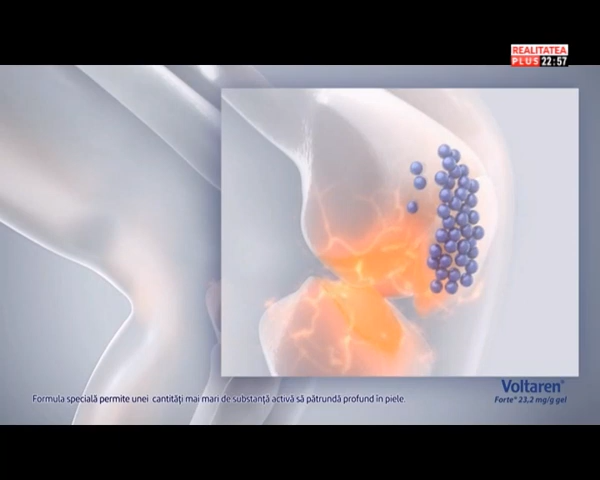 REALITATEA
PLUS 22:57
Voltaren®
Forte® 23,2 mg/g gel
Formula specială permite unei cantități mai mari de substanță activă să pătrundă profund în piele.